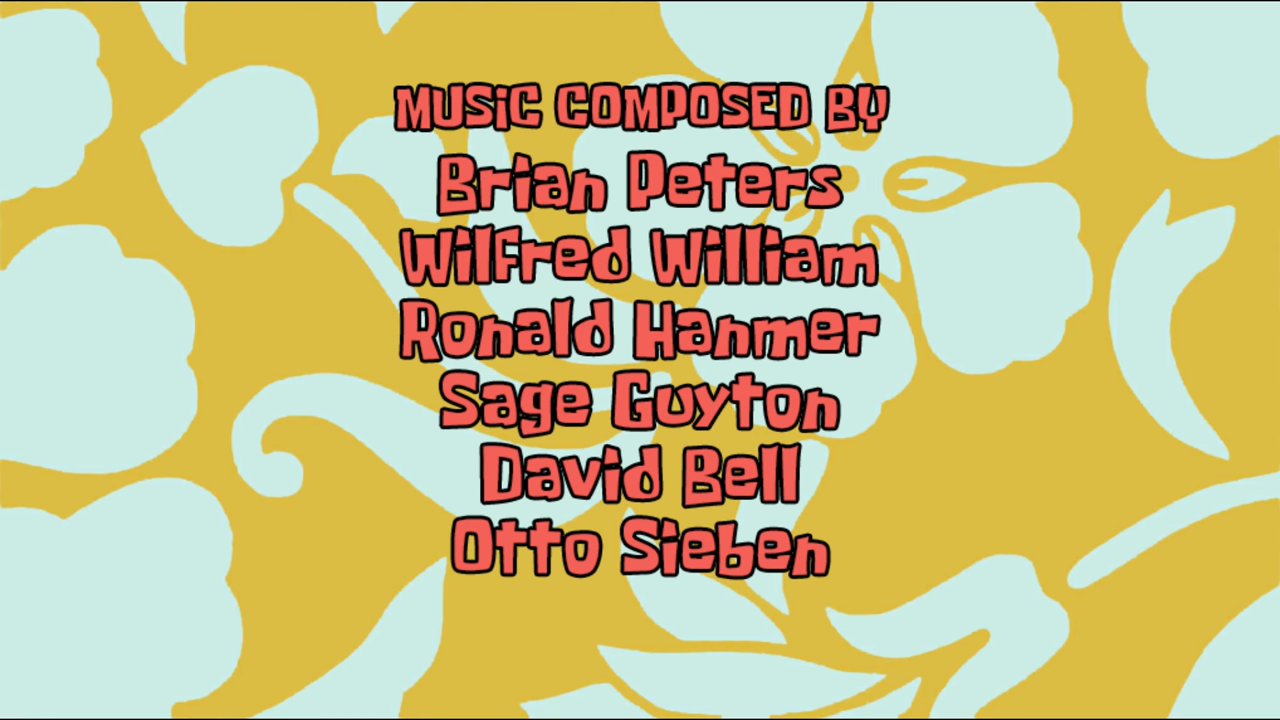 MUSiC COMPOSED BY
Brian Peters
Wilfred William
Ronald Hanmer
Sage Guyton
David Bell
Otto Sieben